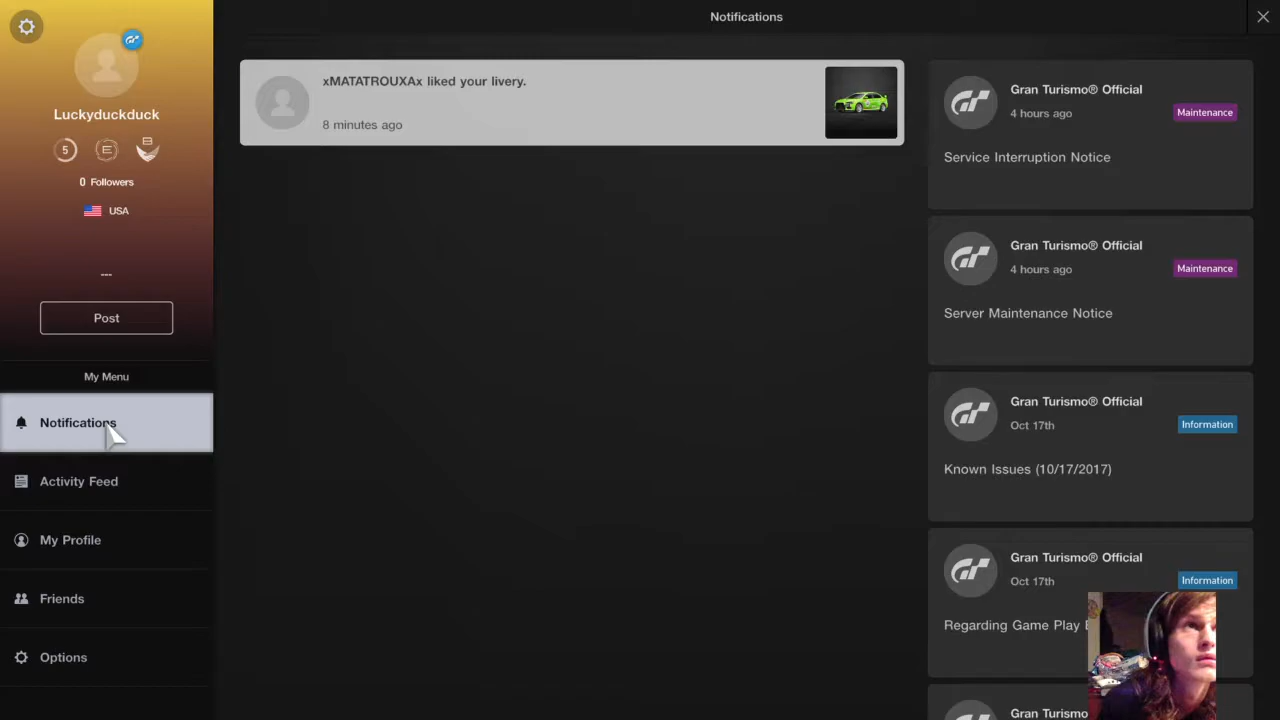 Notifications
Luckyduckduck
5
E
B
0 Followers
USA
---
Post
My Menu
Notifications
Activity Feed
My Profile
Friends
Options
xMATATROUXAx liked your livery.
8 minutes ago
Gran Turismo® Official
4 hours ago
Maintenance
Service Interruption Notice
Gran Turismo® Official
4 hours ago
Maintenance
Server Maintenance Notice
Gran Turismo® Official
Oct 17th
Information
Known Issues (10/17/2017)
Gran Turismo® Official
Oct 17th
Information
Regarding Game Play
Gran Turismo